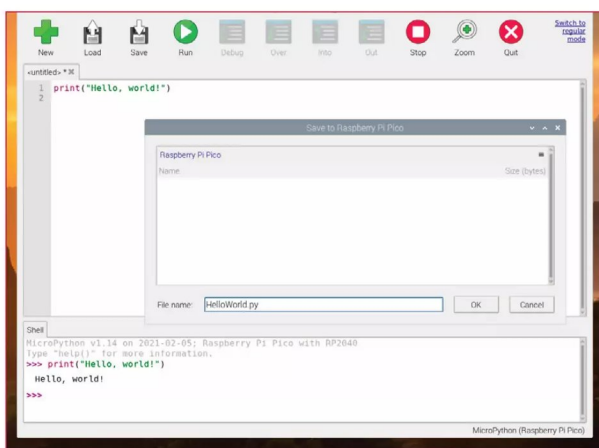 New Load Save Run Debug Over Into Out Stop Zoom Quit
Switch to
regular
mode
<untitled> *
1 print("Hello, world!")
2
Save to Raspberry Pi Pico
Raspberry Pi Pico
Name Size (bytes)
File name: HelloWorld.py OK Cancel
Shell
MicroPython v1.14 on 2021-02-05; Raspberry Pi Pico with RP2040
Type "help()" for more information.
>>> print("Hello, world!")
Hello, world!
>>>
MicroPython (Raspberry Pi Pico)